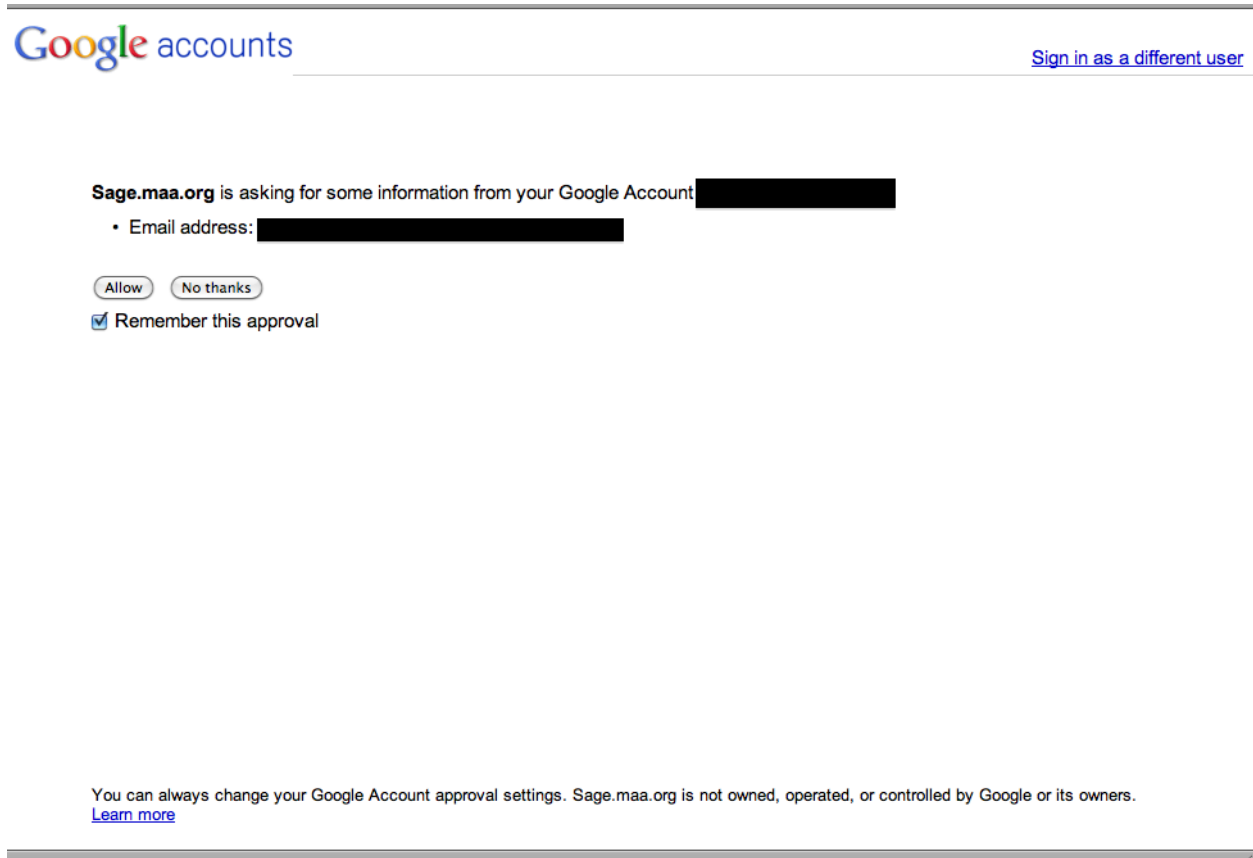 Google accounts
Sign in as a different user
Sage.maa.org is asking for some information from your Google Account
• Email address:
Allow No thanks
Remember this approval
You can always change your Google Account approval settings. Sage.maa.org is not owned, operated, or controlled by Google or its owners.
Learn more